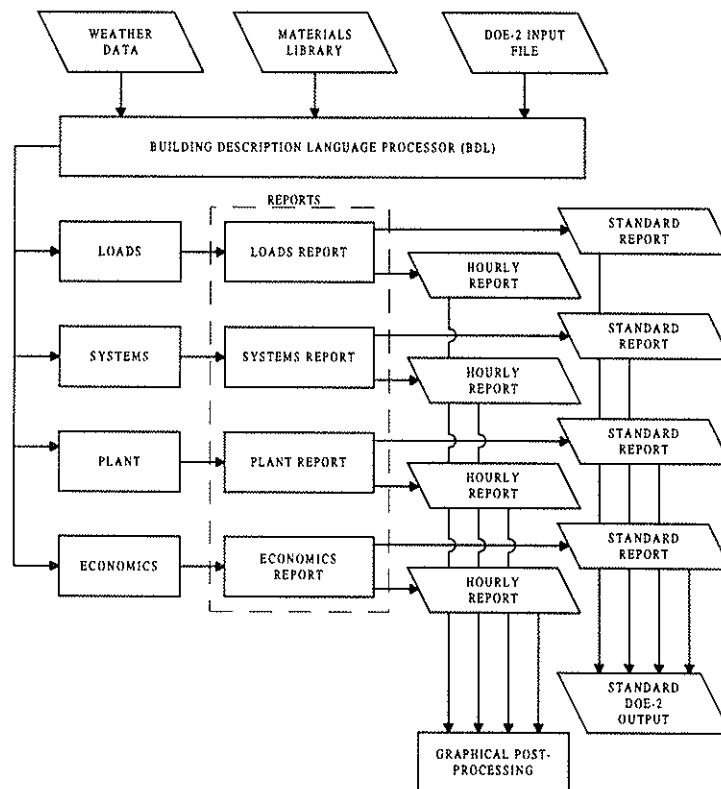 WEATHER
DATA
MATERIALS
LIBRARY
DOE-2 INPUT
FILE
BUILDING DESCRIPTION LANGUAGE PROCESSOR (BDL)
REPORTS
LOADS
LOADS REPORT
STANDARD
REPORT
HOURLY
REPORT
SYSTEMS
SYSTEMS REPORT
STANDARD
REPORT
HOURLY
REPORT
PLANT
PLANT REPORT
STANDARD
REPORT
HOURLY
REPORT
ECONOMICS
ECONOMICS
REPORT
STANDARD
REPORT
HOURLY
REPORT
STANDARD
DOE-2
OUTPUT
GRAPHICAL POST-
PROCESSING